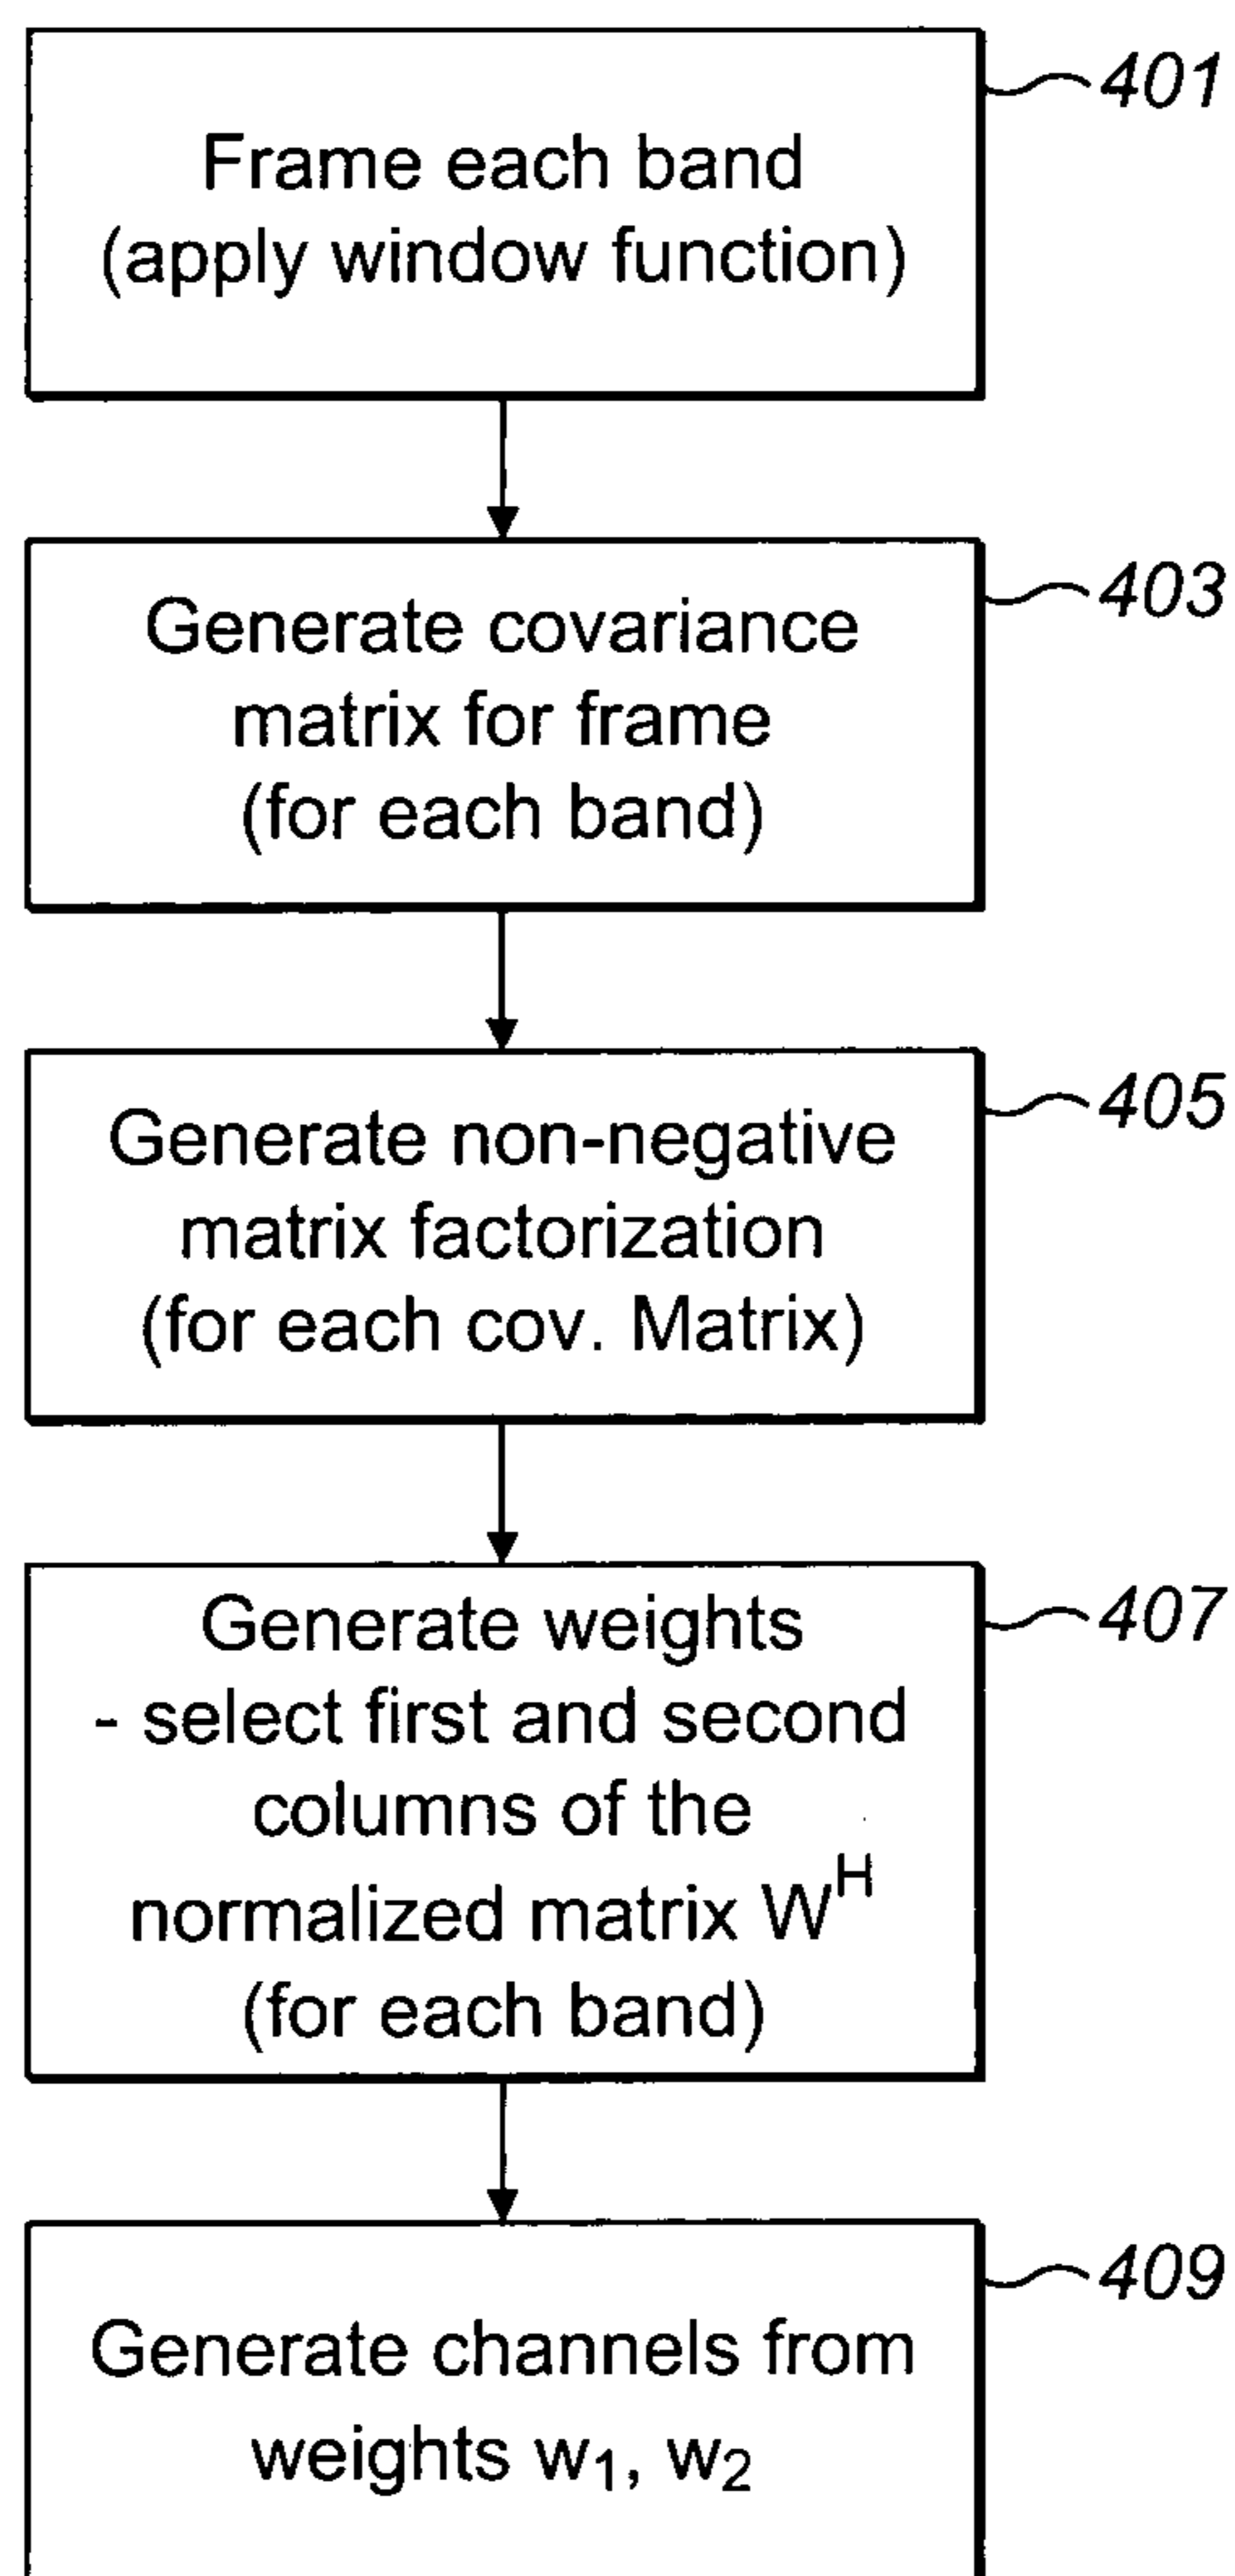 401
Frame each band
(apply window function)
403
Generate covariance
matrix for frame
(for each band)
405
Generate non-negative
matrix factorization
(for each cov. Matrix)
407
Generate weights
- select first and second
columns of the
normalized matrix W^H
(for each band)
409
Generate channels from
weights w₁, w₂